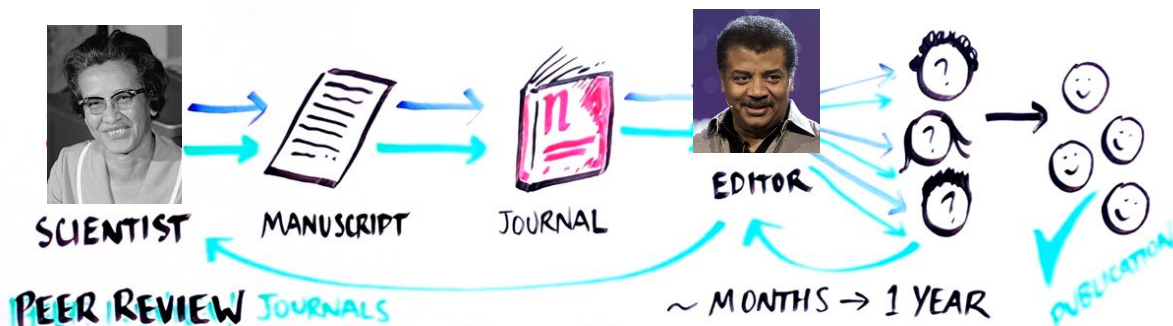 SCIENTIST
MANUSCRIPT
JOURNAL
n
EDITOR
?
?
?
PUBLICATION
PEER REVIEW JOURNALS
~ MONTHS → 1 YEAR